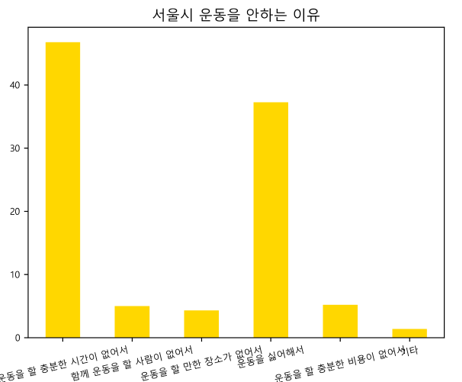 서울시 운동을 안하는 이유
40
30
20
10
0
운동을 할 충분한 시간이 없어서
함께 운동을 할 사람이 없어서
운동을 할 만한 장소가 없어서
운동을 싫어해서
운동을 할 충분한 비용이 없어서
기타